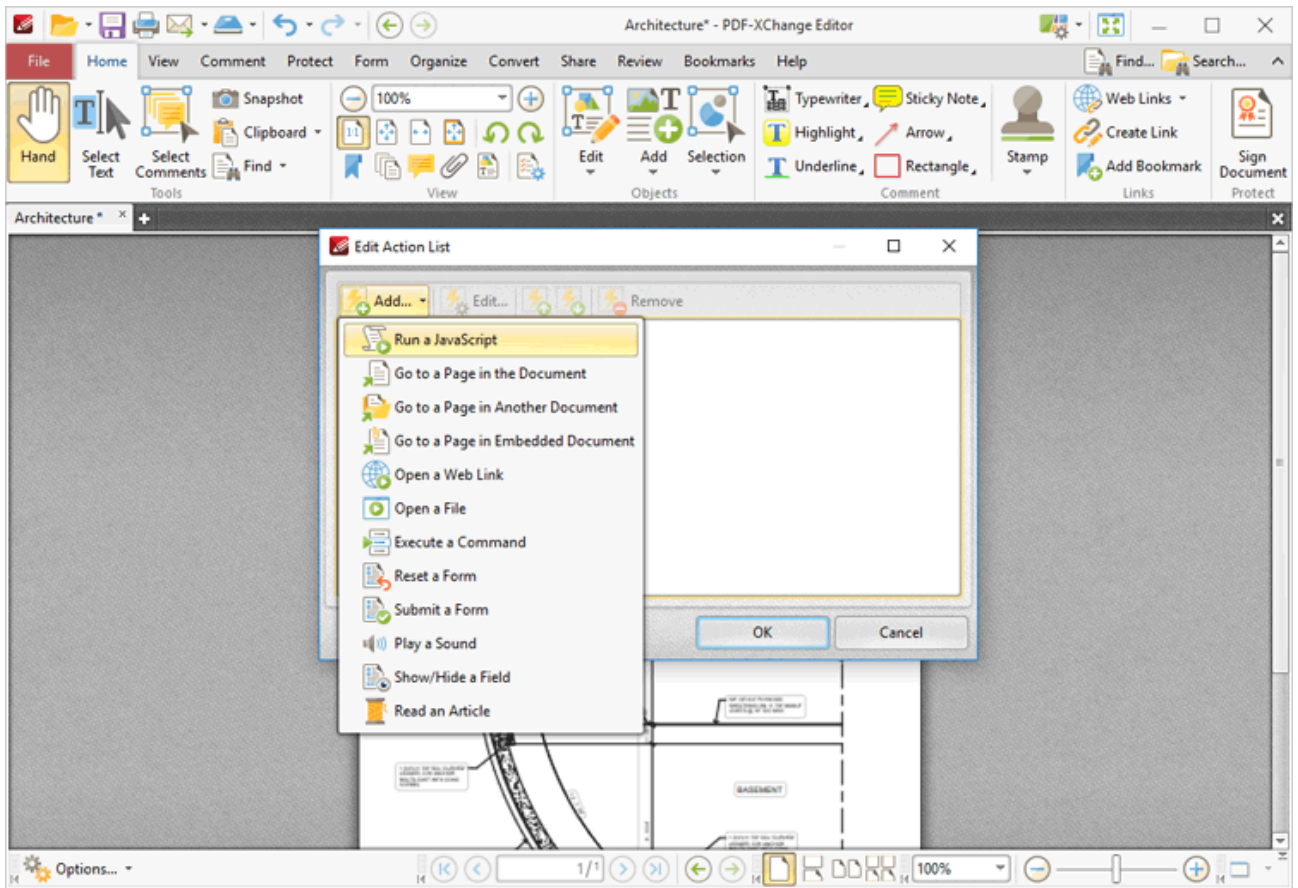 Architecture* - PDF-XChange Editor
File Home View Comment Protect Form Organize Convert Share Review Bookmarks Help Find... Search...
Snapshot 100% Typewriter Sticky Note Web Links
Clipboard 1:1 Highlight Arrow Create Link
Hand Select Text Select Comments Find Edit Add Selection Underline Rectangle Stamp Add Bookmark Sign Document
Tools View Objects Comment Links Protect
Architecture *
Edit Action List
Add... Edit... Remove
Run a JavaScript
Go to a Page in the Document
Go to a Page in Another Document
Go to a Page in Embedded Document
Open a Web Link
Open a File
Execute a Command
Reset a Form
Submit a Form
OK Cancel
Play a Sound
Show/Hide a Field
Read an Article
BASEMENT
Options... 1/1 100%